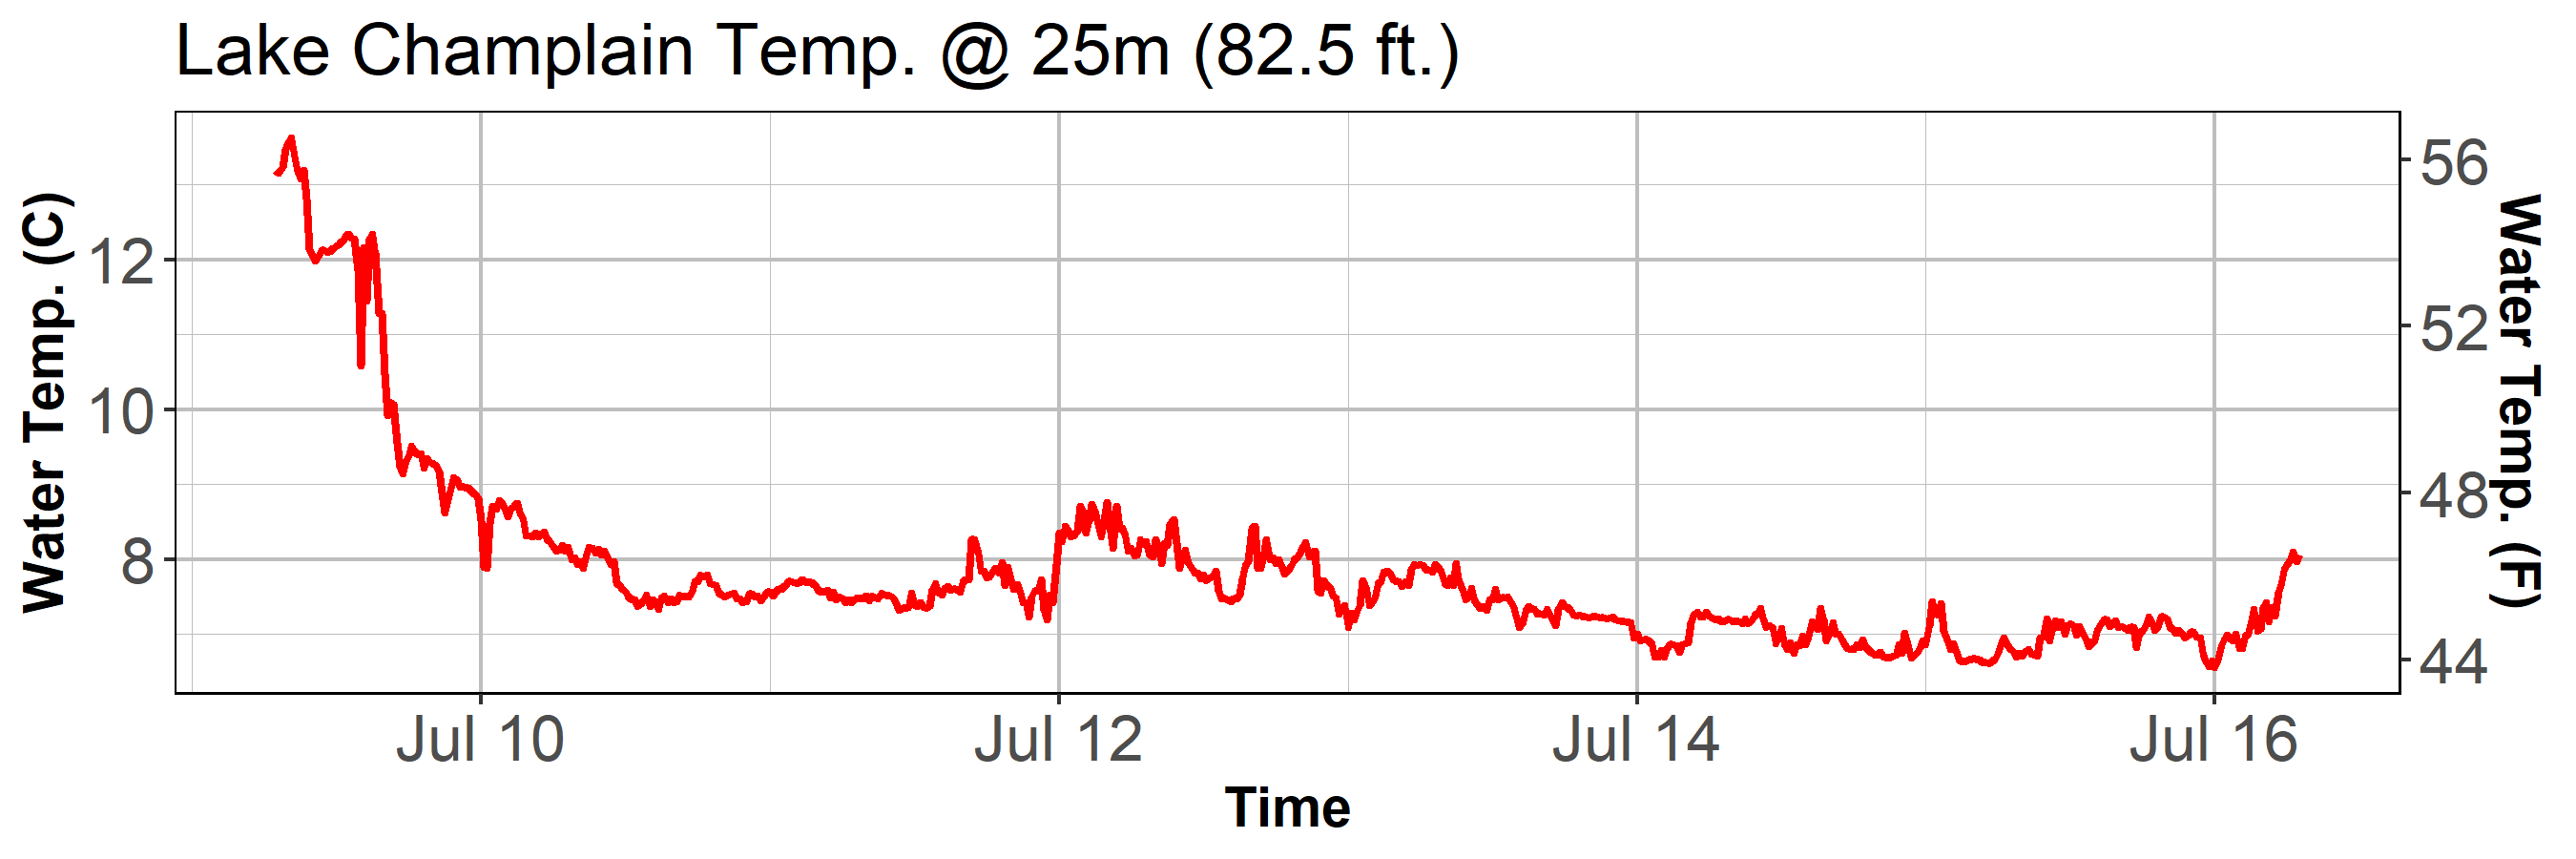 Lake Champlain Temp. @ 25m (82.5 ft.)
Water Temp. (C)
12
10
8
56
52
48
44
Water Temp. (F)
Jul 10
Jul 12
Jul 14
Jul 16
Time